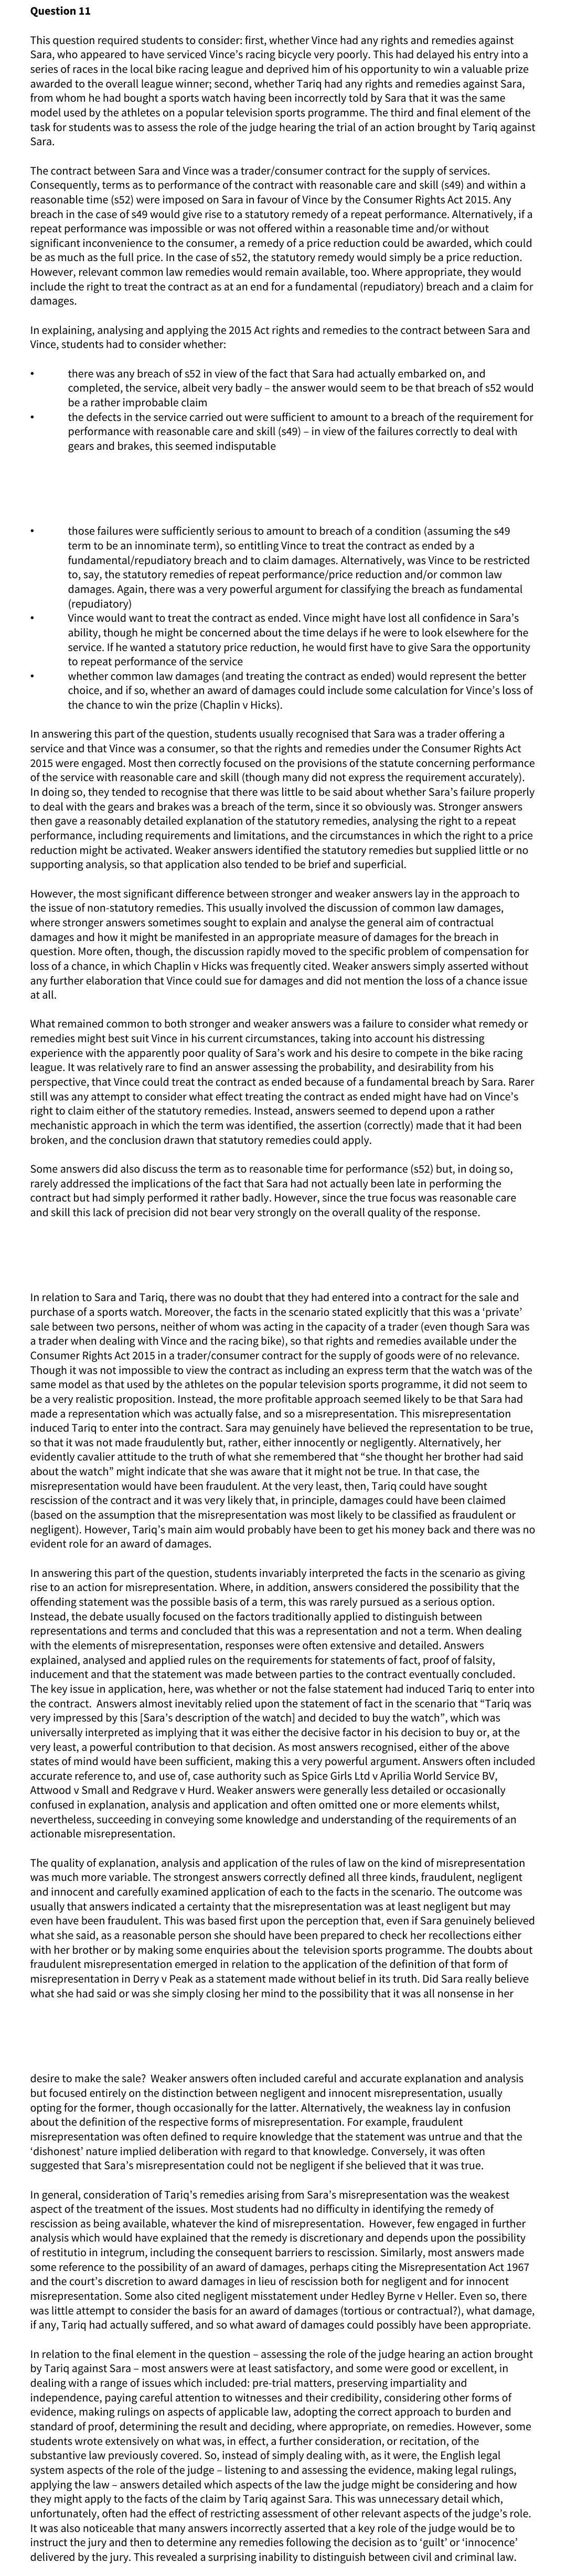 Question 11
This question required students to consider: first, whether Vince had any rights and remedies against
Sara, who appeared to have serviced Vince's racing bicycle very poorly. This had delayed his entry into a
series of races in the local bike racing league and deprived him of his opportunity to win a valuable prize
awarded to the overall league winner; second, whether Tariq had any rights and remedies against Sara,
from whom he had bought a sports watch having been incorrectly told by Sara that it was the same
model used by the athletes on a popular television sports programme. The third and final element of the
task for students was to assess the role of the judge hearing the trial of an action brought by Tariq against
Sara.
The contract between Sara and Vince was a trader/consumer contract for the supply of services.
Consequently, terms as to performance of the contract with reasonable care and skill (s49) and within a
reasonable time (s52) were imposed on Sara in favour of Vince by the Consumer Rights Act 2015. Any
breach in the case of s49 would give rise to a statutory remedy of a repeat performance. Alternatively, if a
repeat performance was impossible or was not offered within a reasonable time and/or without
significant inconvenience to the consumer, a remedy of a price reduction could be awarded, which could
be as much as the full price. In the case of s52, the statutory remedy would simply be a price reduction.
However, relevant common law remedies would remain available, too. Where appropriate, they would
include the right to treat the contract as at an end for a fundamental (repudiatory) breach and a claim for
damages.
In explaining, analysing and applying the 2015 Act rights and remedies to the contract between Sara and
Vince, students had to consider whether:
• there was any breach of s52 in view of the fact that Sara had actually embarked on, and
completed, the service, albeit very badly – the answer would seem to be that breach of s52 would
be a rather improbable claim
• the defects in the service carried out were sufficient to amount to a breach of the requirement for
performance with reasonable care and skill (s49) – in view of the failures correctly to deal with
gears and brakes, this seemed indisputable
• those failures were sufficiently serious to amount to breach of a condition (assuming the s49
term to be an innominate term), so entitling Vince to treat the contract as ended by a
fundamental/repudiatory breach and to claim damages. Alternatively, was Vince to be restricted
to, say, the statutory remedies of repeat performance/price reduction and/or common law
damages. Again, there was a very powerful argument for classifying the breach as fundamental
(repudiatory)
• Vince would want to treat the contract as ended. Vince might have lost all confidence in Sara's
ability, though he might be concerned about the time delays if he were to look elsewhere for the
service. If he wanted a statutory price reduction, he would first have to give Sara the opportunity
to repeat performance of the service
• whether common law damages (and treating the contract as ended) would represent the better
choice, and if so, whether an award of damages could include some calculation for Vince's loss of
the chance to win the prize (Chaplin v Hicks).
In answering this part of the question, students usually recognised that Sara was a trader offering a
service and that Vince was a consumer, so that the rights and remedies under the Consumer Rights Act
2015 were engaged. Most then correctly focused on the provisions of the statute concerning performance
of the service with reasonable care and skill (though many did not express the requirement accurately).
In doing so, they tended to recognise that there was little to be said about whether Sara's failure properly
to deal with the gears and brakes was a breach of the term, since it so obviously was. Stronger answers
then gave a reasonably detailed explanation of the statutory remedies, analysing the right to a repeat
performance, including requirements and limitations, and the circumstances in which the right to a price
reduction might be activated. Weaker answers identified the statutory remedies but supplied little or no
supporting analysis, so that application also tended to be brief and superficial.
However, the most significant difference between stronger and weaker answers lay in the approach to
the issue of non-statutory remedies. This usually involved the discussion of common law damages,
where stronger answers sometimes sought to explain and analyse the general aim of contractual
damages and how it might be manifested in an appropriate measure of damages for the breach in
question. More often, though, the discussion rapidly moved to the specific problem of compensation for
loss of a chance, in which Chaplin v Hicks was frequently cited. Weaker answers simply asserted without
any further elaboration that Vince could sue for damages and did not mention the loss of a chance issue
at all.
What remained common to both stronger and weaker answers was a failure to consider what remedy or
remedies might best suit Vince in his current circumstances, taking into account his distressing
experience with the apparently poor quality of Sara's work and his desire to compete in the bike racing
league. It was relatively rare to find an answer assessing the probability, and desirability from his
perspective, that Vince could treat the contract as ended because of a fundamental breach by Sara. Rarer
still was any attempt to consider what effect treating the contract as ended might have had on Vince's
right to claim either of the statutory remedies. Instead, answers seemed to depend upon a rather
mechanistic approach in which the term was identified, the assertion (correctly) made that it had been
broken, and the conclusion drawn that statutory remedies could apply.
Some answers did also discuss the term as to reasonable time for performance (s52) but, in doing so,
rarely addressed the implications of the fact that Sara had not actually been late in performing the
contract but had simply performed it rather badly. However, since the true focus was reasonable care
and skill this lack of precision did not bear very strongly on the overall quality of the response.
In relation to Sara and Tariq, there was no doubt that they had entered into a contract for the sale and
purchase of a sports watch. Moreover, the facts in the scenario stated explicitly that this was a 'private'
sale between two persons, neither of whom was acting in the capacity of a trader (even though Sara was
a trader when dealing with Vince and the racing bike), so that rights and remedies available under the
Consumer Rights Act 2015 in a trader/consumer contract for the supply of goods were of no relevance.
Though it was not impossible to view the contract as including an express term that the watch was of the
same model as that used by the athletes on the popular television sports programme, it did not seem to
be a very realistic proposition. Instead, the more profitable approach seemed likely to be that Sara had
made a representation which was actually false, and so a misrepresentation. This misrepresentation
induced Tariq to enter into the contract. Sara may genuinely have believed the representation to be true,
so that it was not made fraudulently but, rather, either innocently or negligently. Alternatively, her
evidently cavalier attitude to the truth of what she remembered that "she thought her brother had said
about the watch" might indicate that she was aware that it might not be true. In that case, the
misrepresentation would have been fraudulent. At the very least, then, Tariq could have sought
rescission of the contract and it was very likely that, in principle, damages could have been claimed
(based on the assumption that the misrepresentation was most likely to be classified as fraudulent or
negligent). However, Tariq's main aim would probably have been to get his money back and there was no
evident role for an award of damages.
In answering this part of the question, students invariably interpreted the facts in the scenario as giving
rise to an action for misrepresentation. Where, in addition, answers considered the possibility that the
offending statement was the possible basis of a term, this was rarely pursued as a serious option.
Instead, the debate usually focused on the factors traditionally applied to distinguish between
representations and terms and concluded that this was a representation and not a term. When dealing
with the elements of misrepresentation, responses were often extensive and detailed. Answers
explained, analysed and applied rules on the requirements for statements of fact, proof of falsity,
inducement and that the statement was made between parties to the contract eventually concluded.
The key issue in application, here, was whether or not the false statement had induced Tariq to enter into
the contract. Answers almost inevitably relied upon the statement of fact in the scenario that "Tariq was
very impressed by this [Sara's description of the watch] and decided to buy the watch", which was
universally interpreted as implying that it was either the decisive factor in his decision to buy or, at the
very least, a powerful contribution to that decision. As most answers recognised, either of the above
states of mind would have been sufficient, making this a very powerful argument. Answers often included
accurate reference to, and use of, case authority such as Spice Girls Ltd v Aprilia World Service BV,
Attwood v Small and Redgrave v Hurd. Weaker answers were generally less detailed or occasionally
confused in explanation, analysis and application and often omitted one or more elements whilst,
nevertheless, succeeding in conveying some knowledge and understanding of the requirements of an
actionable misrepresentation.
The quality of explanation, analysis and application of the rules of law on the kind of misrepresentation
was much more variable. The strongest answers correctly defined all three kinds, fraudulent, negligent
and innocent and carefully examined application of each to the facts in the scenario. The outcome was
usually that answers indicated a certainty that the misrepresentation was at least negligent but may
even have been fraudulent. This was based first upon the perception that, even if Sara genuinely believed
what she said, as a reasonable person she should have been prepared to check her recollections either
with her brother or by making some enquiries about the television sports programme. The doubts about
fraudulent misrepresentation emerged in relation to the application of the definition of that form of
misrepresentation in Derry v Peak as a statement made without belief in its truth. Did Sara really believe
what she had said or was she simply closing her mind to the possibility that it was all nonsense in her
desire to make the sale? Weaker answers often included careful and accurate explanation and analysis
but focused entirely on the distinction between negligent and innocent misrepresentation, usually
opting for the former, though occasionally for the latter. Alternatively, the weakness lay in confusion
about the definition of the respective forms of misrepresentation. For example, fraudulent
misrepresentation was often defined to require knowledge that the statement was untrue and that the
'dishonest' nature implied deliberation with regard to that knowledge. Conversely, it was often
suggested that Sara's misrepresentation could not be negligent if she believed that it was true.
In general, consideration of Tariq's remedies arising from Sara's misrepresentation was the weakest
aspect of the treatment of the issues. Most students had no difficulty in identifying the remedy of
rescission as being available, whatever the kind of misrepresentation. However, few engaged in further
analysis which would have explained that the remedy is discretionary and depends upon the possibility
of restitutio in integrum, including the consequent barriers to rescission. Similarly, most answers made
some reference to the possibility of an award of damages, perhaps citing the Misrepresentation Act 1967
and the court's discretion to award damages in lieu of rescission both for negligent and for innocent
misrepresentation. Some also cited negligent misstatement under Hedley Byrne v Heller. Even so, there
was little attempt to consider the basis for an award of damages (tortious or contractual?), what damage,
if any, Tariq had actually suffered, and so what award of damages could possibly have been appropriate.
In relation to the final element in the question – assessing the role of the judge hearing an action brought
by Tariq against Sara – most answers were at least satisfactory, and some were good or excellent, in
dealing with a range of issues which included: pre-trial matters, preserving impartiality and
independence, paying careful attention to witnesses and their credibility, considering other forms of
evidence, making rulings on aspects of applicable law, adopting the correct approach to burden and
standard of proof, determining the result and deciding, where appropriate, on remedies. However, some
students wrote extensively on what was, in effect, a further consideration, or recitation, of the
substantive law previously covered. So, instead of simply dealing with, as it were, the English legal
system aspects of the role of the judge – listening to and assessing the evidence, making legal rulings,
applying the law – answers detailed which aspects of the law the judge might be considering and how
they might apply to the facts of the claim by Tariq against Sara. This was unnecessary detail which,
unfortunately, often had the effect of restricting assessment of other relevant aspects of the judge's role.
It was also noticeable that many answers incorrectly asserted that a key role of the judge would be to
instruct the jury and then to determine any remedies following the decision as to 'guilt' or 'innocence'
delivered by the jury. This revealed a surprising inability to distinguish between civil and criminal law.